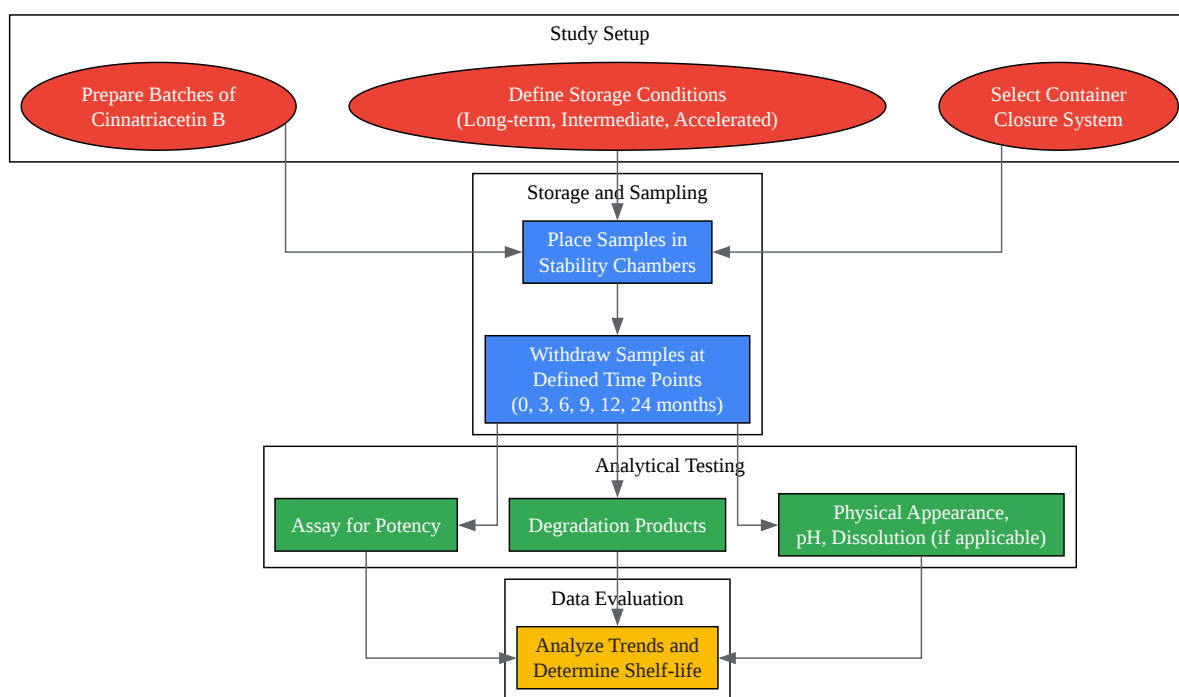 Study Setup
Prepare Batches of
Cinnatriacetin B
Define Storage Conditions
(Long-term, Intermediate, Accelerated)
Select Container
Closure System
Storage and Sampling
Place Samples in
Stability Chambers
Withdraw Samples at
Defined Time Points
(0, 3, 6, 9, 12, 24 months)
Analytical Testing
Assay for Potency
Degradation Products
Physical Appearance,
pH, Dissolution (if applicable)
Data Evaluation
Analyze Trends and
Determine Shelf-life